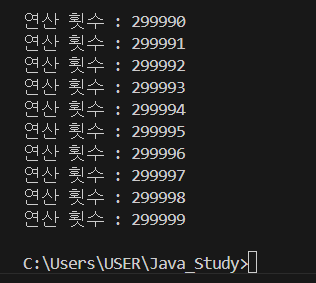 연산 횟수 : 299990
연산 횟수 : 299991
연산 횟수 : 299992
연산 횟수 : 299993
연산 횟수 : 299994
연산 횟수 : 299995
연산 횟수 : 299996
연산 횟수 : 299997
연산 횟수 : 299998
연산 횟수 : 299999
C:\Users\USER\Java_Study>